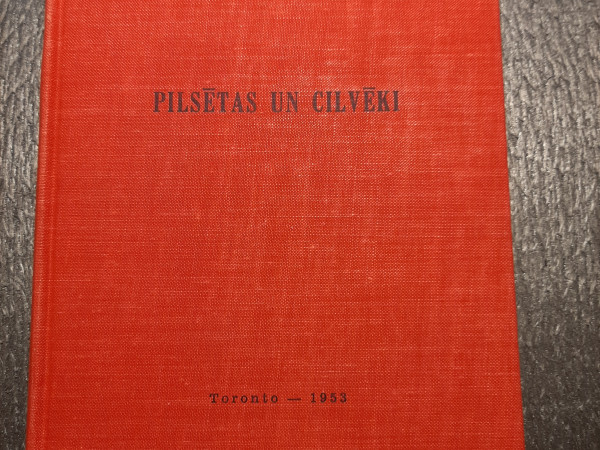 PILSĒTAS UN CILVĒKI
Toronto — 1953